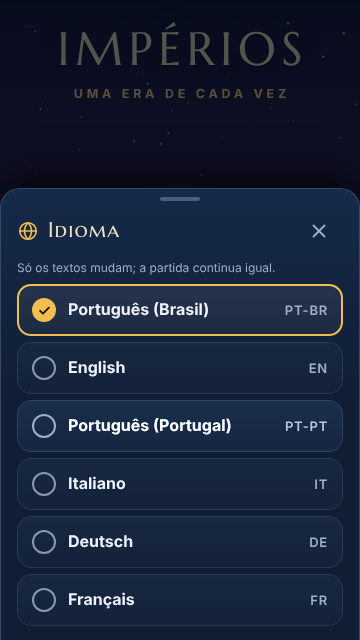 IMPÉRIOS
UMA ERA DE CADA VEZ
Idioma
Só os textos mudam; a partida continua igual.
Português (Brasil) PT-BR
English EN
Português (Portugal) PT-PT
Italiano IT
Deutsch DE
Français FR